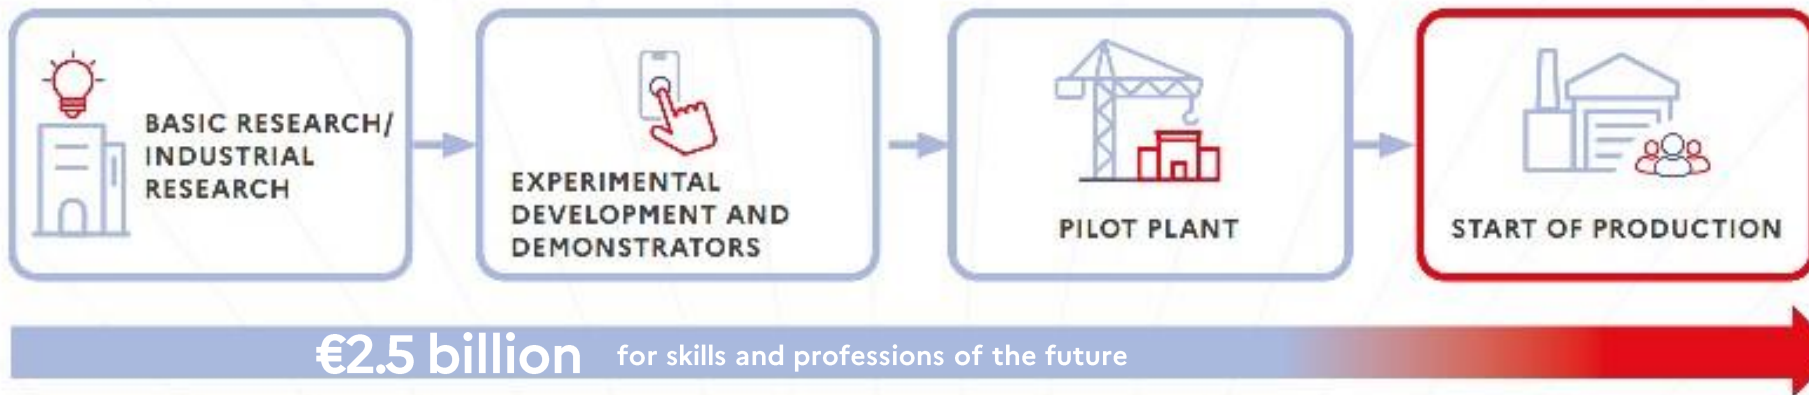 BASIC RESEARCH/
INDUSTRIAL
RESEARCH
EXPERIMENTAL
DEVELOPMENT AND
DEMONSTRATORS
PILOT PLANT
START OF PRODUCTION
€2.5 billion for skills and professions of the future